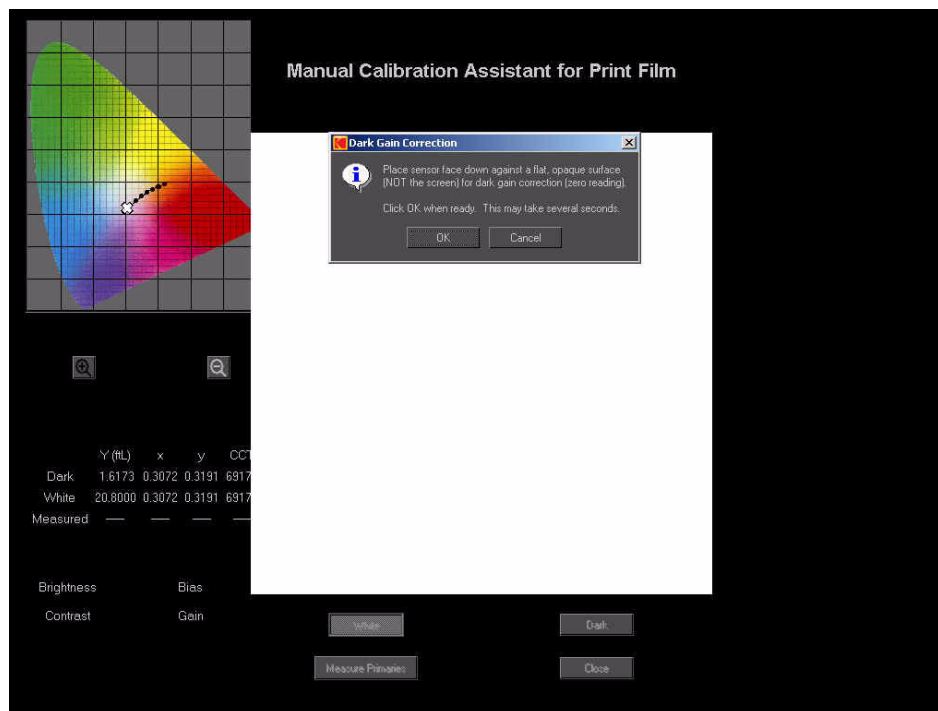 Manual Calibration Assistant for Print Film
Dark Gain Correction
Place sensor face down against a flat, opaque surface
(NOT the screen) for dark gain correction (zero reading).
Click OK when ready. This may take several seconds.
OK Cancel
Y (ftL) x y CCT
Dark 1.6173 0.3072 0.3191 6917
White 20.8000 0.3072 0.3191 6917
Measured — — — —
Brightness Bias
Contrast Gain
White Dark
Measure Primaries Close